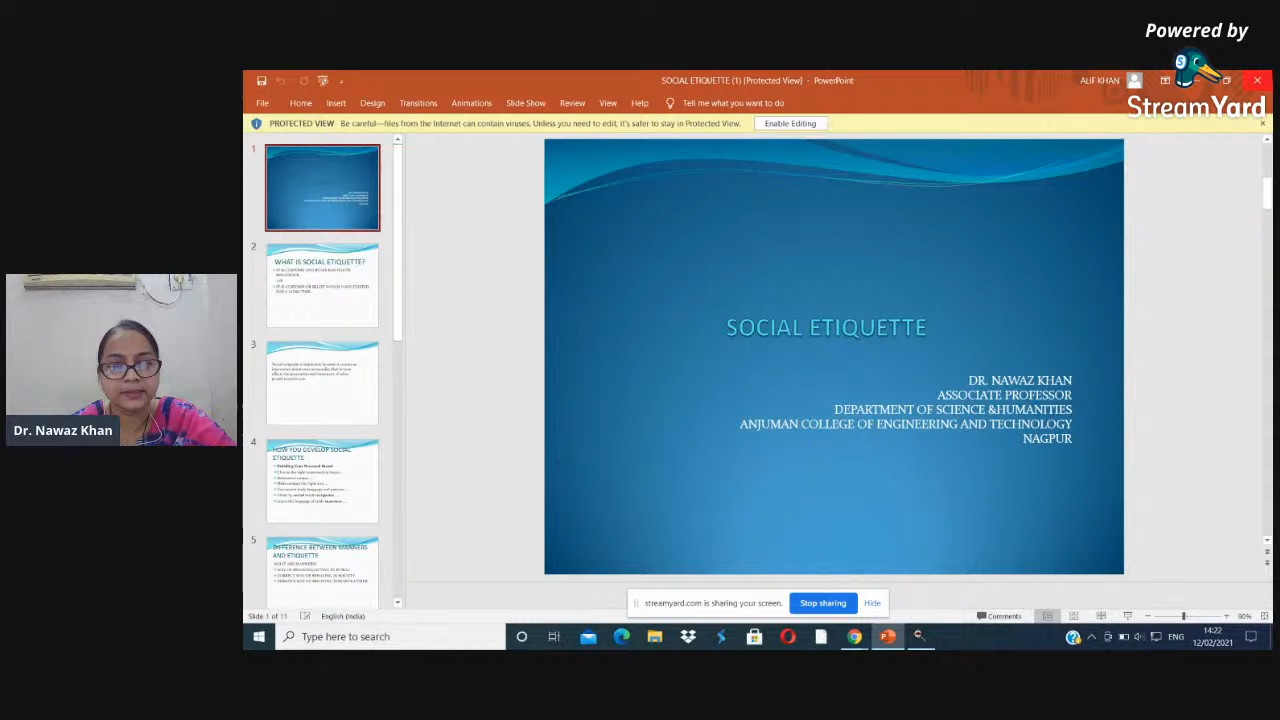 Powered by
StreamYard
SOCIAL ETIQUETTE (1) [Protected View] - PowerPoint
ALIF KHAN
File Home Insert Design Transitions Animations Slide Show Review View Help Tell me what you want to do
PROTECTED VIEW Be careful—files from the Internet can contain viruses. Unless you need to edit, it's safer to stay in Protected View. Enable Editing
1
2
WHAT IS SOCIAL ETIQUETTE?
3
4
HOW YOU DEVELOP SOCIAL
ETIQUETTE
5
DIFFERENCE BETWEEN MANNERS
AND ETIQUETTE
SOCIAL ETIQUETTE
DR. NAWAZ KHAN
ASSOCIATE PROFESSOR
DEPARTMENT OF SCIENCE &HUMANITIES
ANJUMAN COLLEGE OF ENGINEERING AND TECHNOLOGY
NAGPUR
Dr. Nawaz Khan
streamyard.com is sharing your screen. Stop sharing Hide
Slide 1 of 11 English (India) Comments 90%
Type here to search
ENG
14:22
12/02/2021